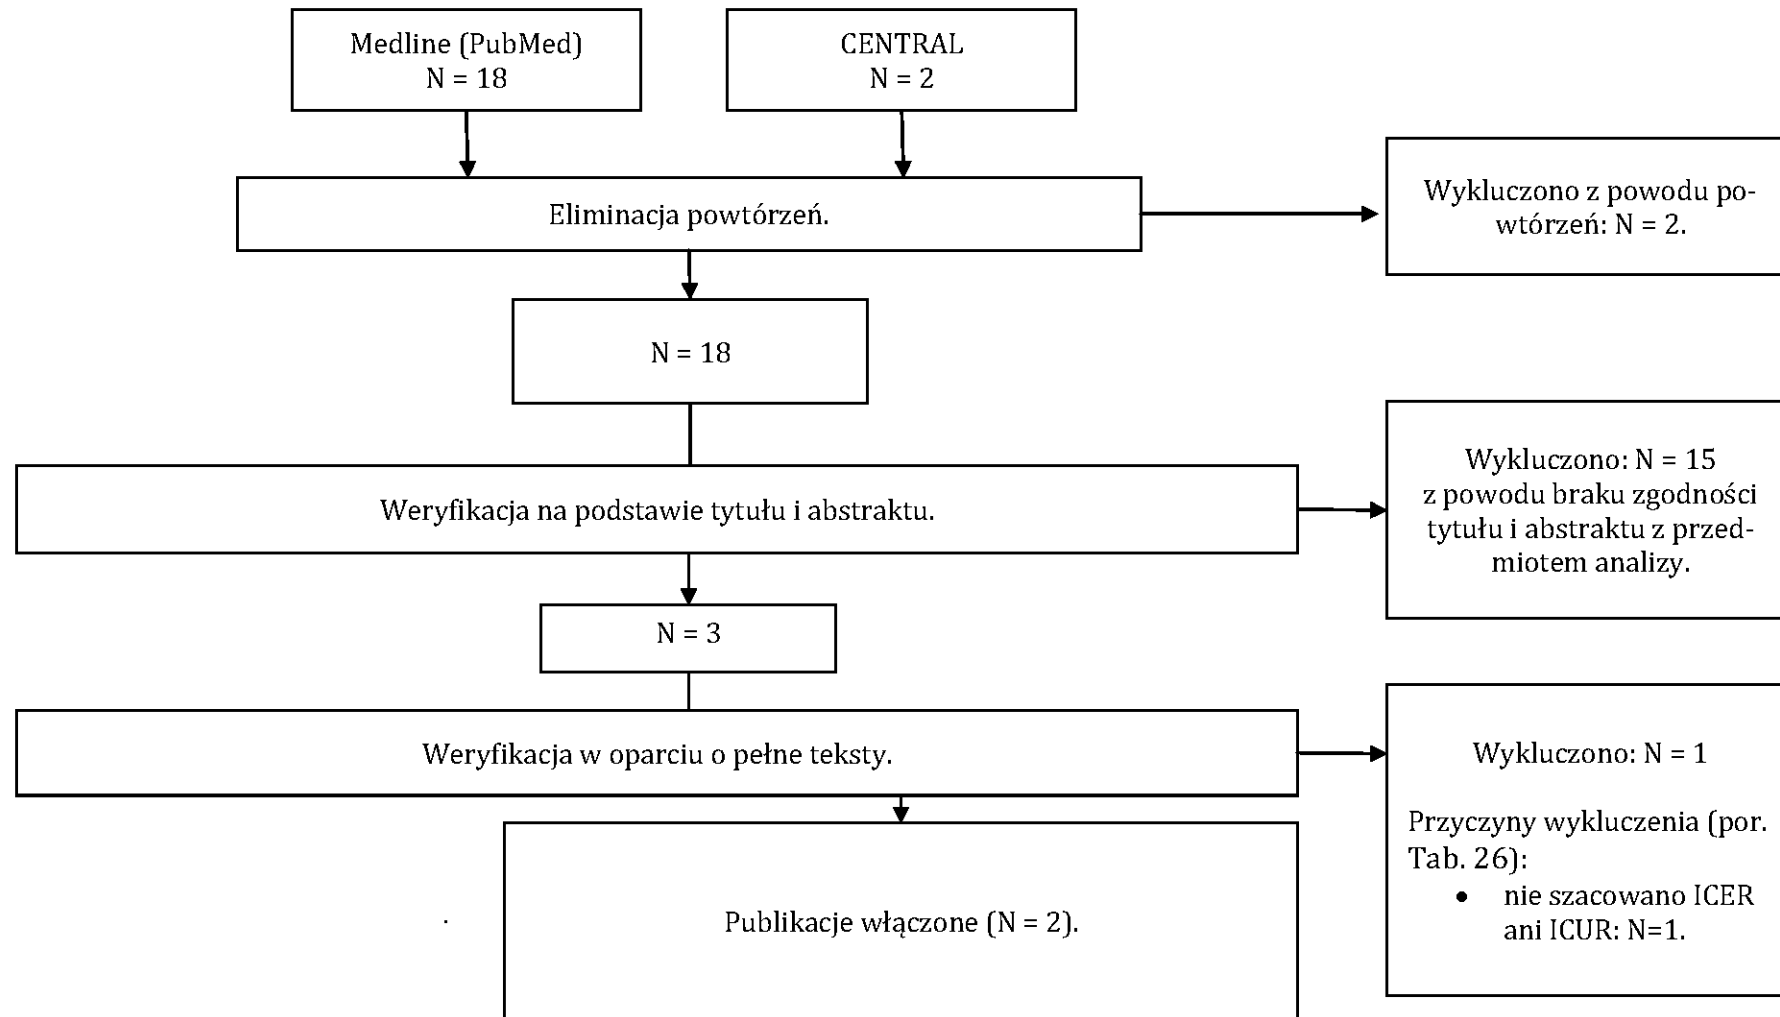 Medline (PubMed)
N = 18
CENTRAL
N = 2
Eliminacja powtórzeń.
Wykluczono z powodu po-
wtórzeń: N = 2.
N = 18
Weryfikacja na podstawie tytułu i abstraktu.
Wykluczono: N = 15
z powodu braku zgodności
tytułu i abstraktu z przed-
miotem analizy.
N = 3
Weryfikacja w oparciu o pełne teksty.
Wykluczono: N = 1
Przyczyny wykluczenia (por.
Tab. 26):
• nie szacowano ICER
ani ICUR: N=1.
Publikacje włączone (N = 2).